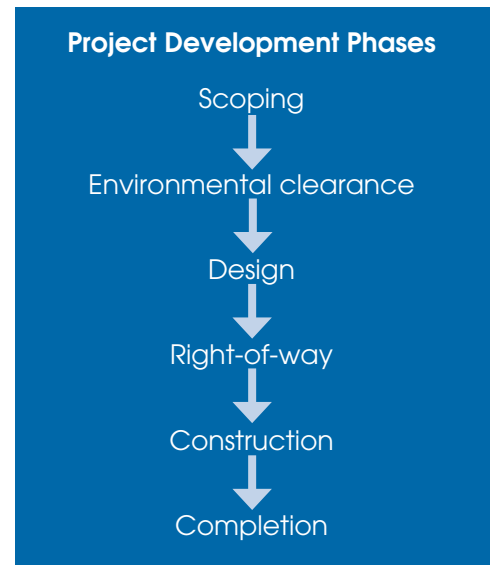 Project Development Phases
Scoping
Environmental clearance
Design
Right-of-way
Construction
Completion